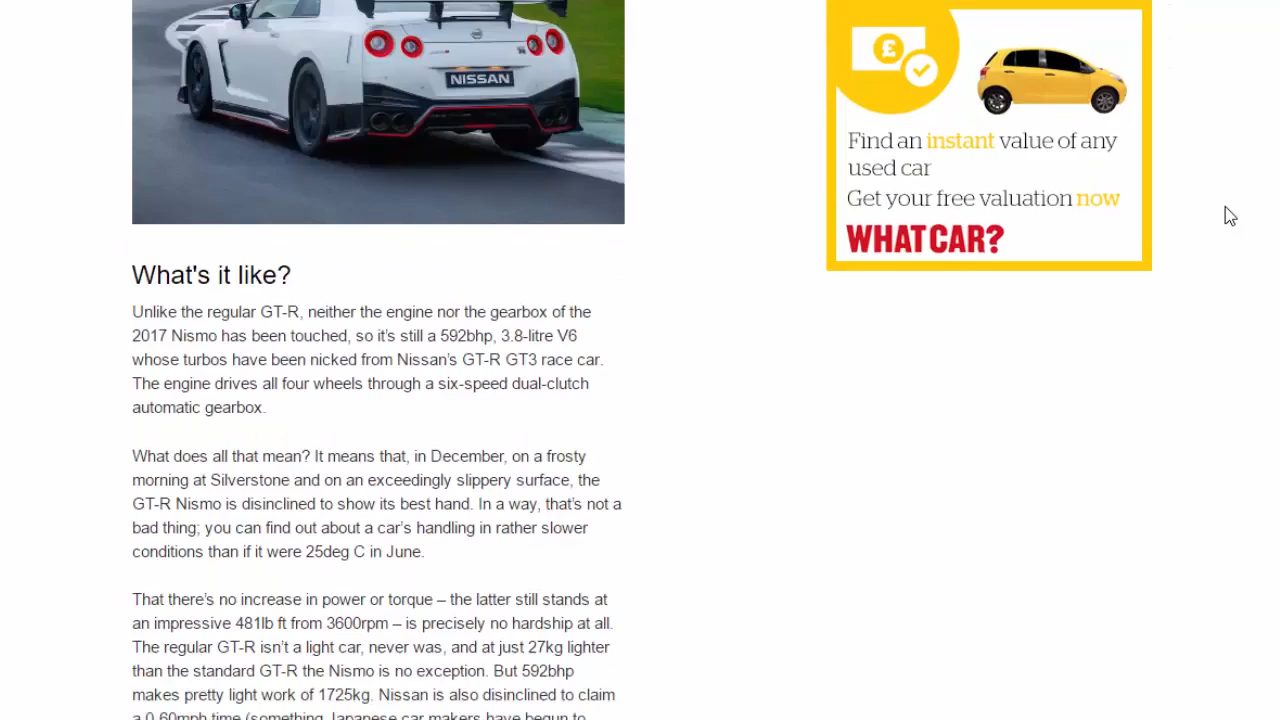 NISSAN
What's it like?
Unlike the regular GT-R, neither the engine nor the gearbox of the
2017 Nismo has been touched, so it’s still a 592bhp, 3.8-litre V6
whose turbos have been nicked from Nissan’s GT-R GT3 race car.
The engine drives all four wheels through a six-speed dual-clutch
automatic gearbox.
What does all that mean? It means that, in December, on a frosty
morning at Silverstone and on an exceedingly slippery surface, the
GT-R Nismo is disinclined to show its best hand. In a way, that’s not a
bad thing; you can find out about a car’s handling in rather slower
conditions than if it were 25deg C in June.
That there’s no increase in power or torque – the latter still stands at
an impressive 481lb ft from 3600rpm – is precisely no hardship at all.
The regular GT-R isn’t a light car, never was, and at just 27kg lighter
than the standard GT-R the Nismo is no exception. But 592bhp
makes pretty light work of 1725kg. Nissan is also disinclined to claim
a 0-60mph time (something Japanese car makers have begun to
£
Find an instant value of any
used car
Get your free valuation now
WHAT CAR?